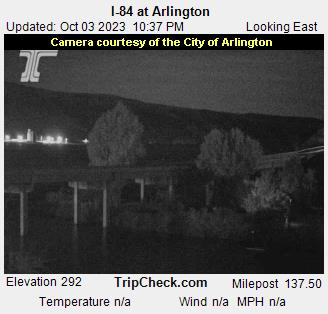 I-84 at Arlington
Updated: Oct 03 2023 10:37 PM Looking East
Camera courtesy of the City of Arlington
Elevation 292 TripCheck.com Milepost 137.50
Temperature n/a Wind n/a MPH n/a